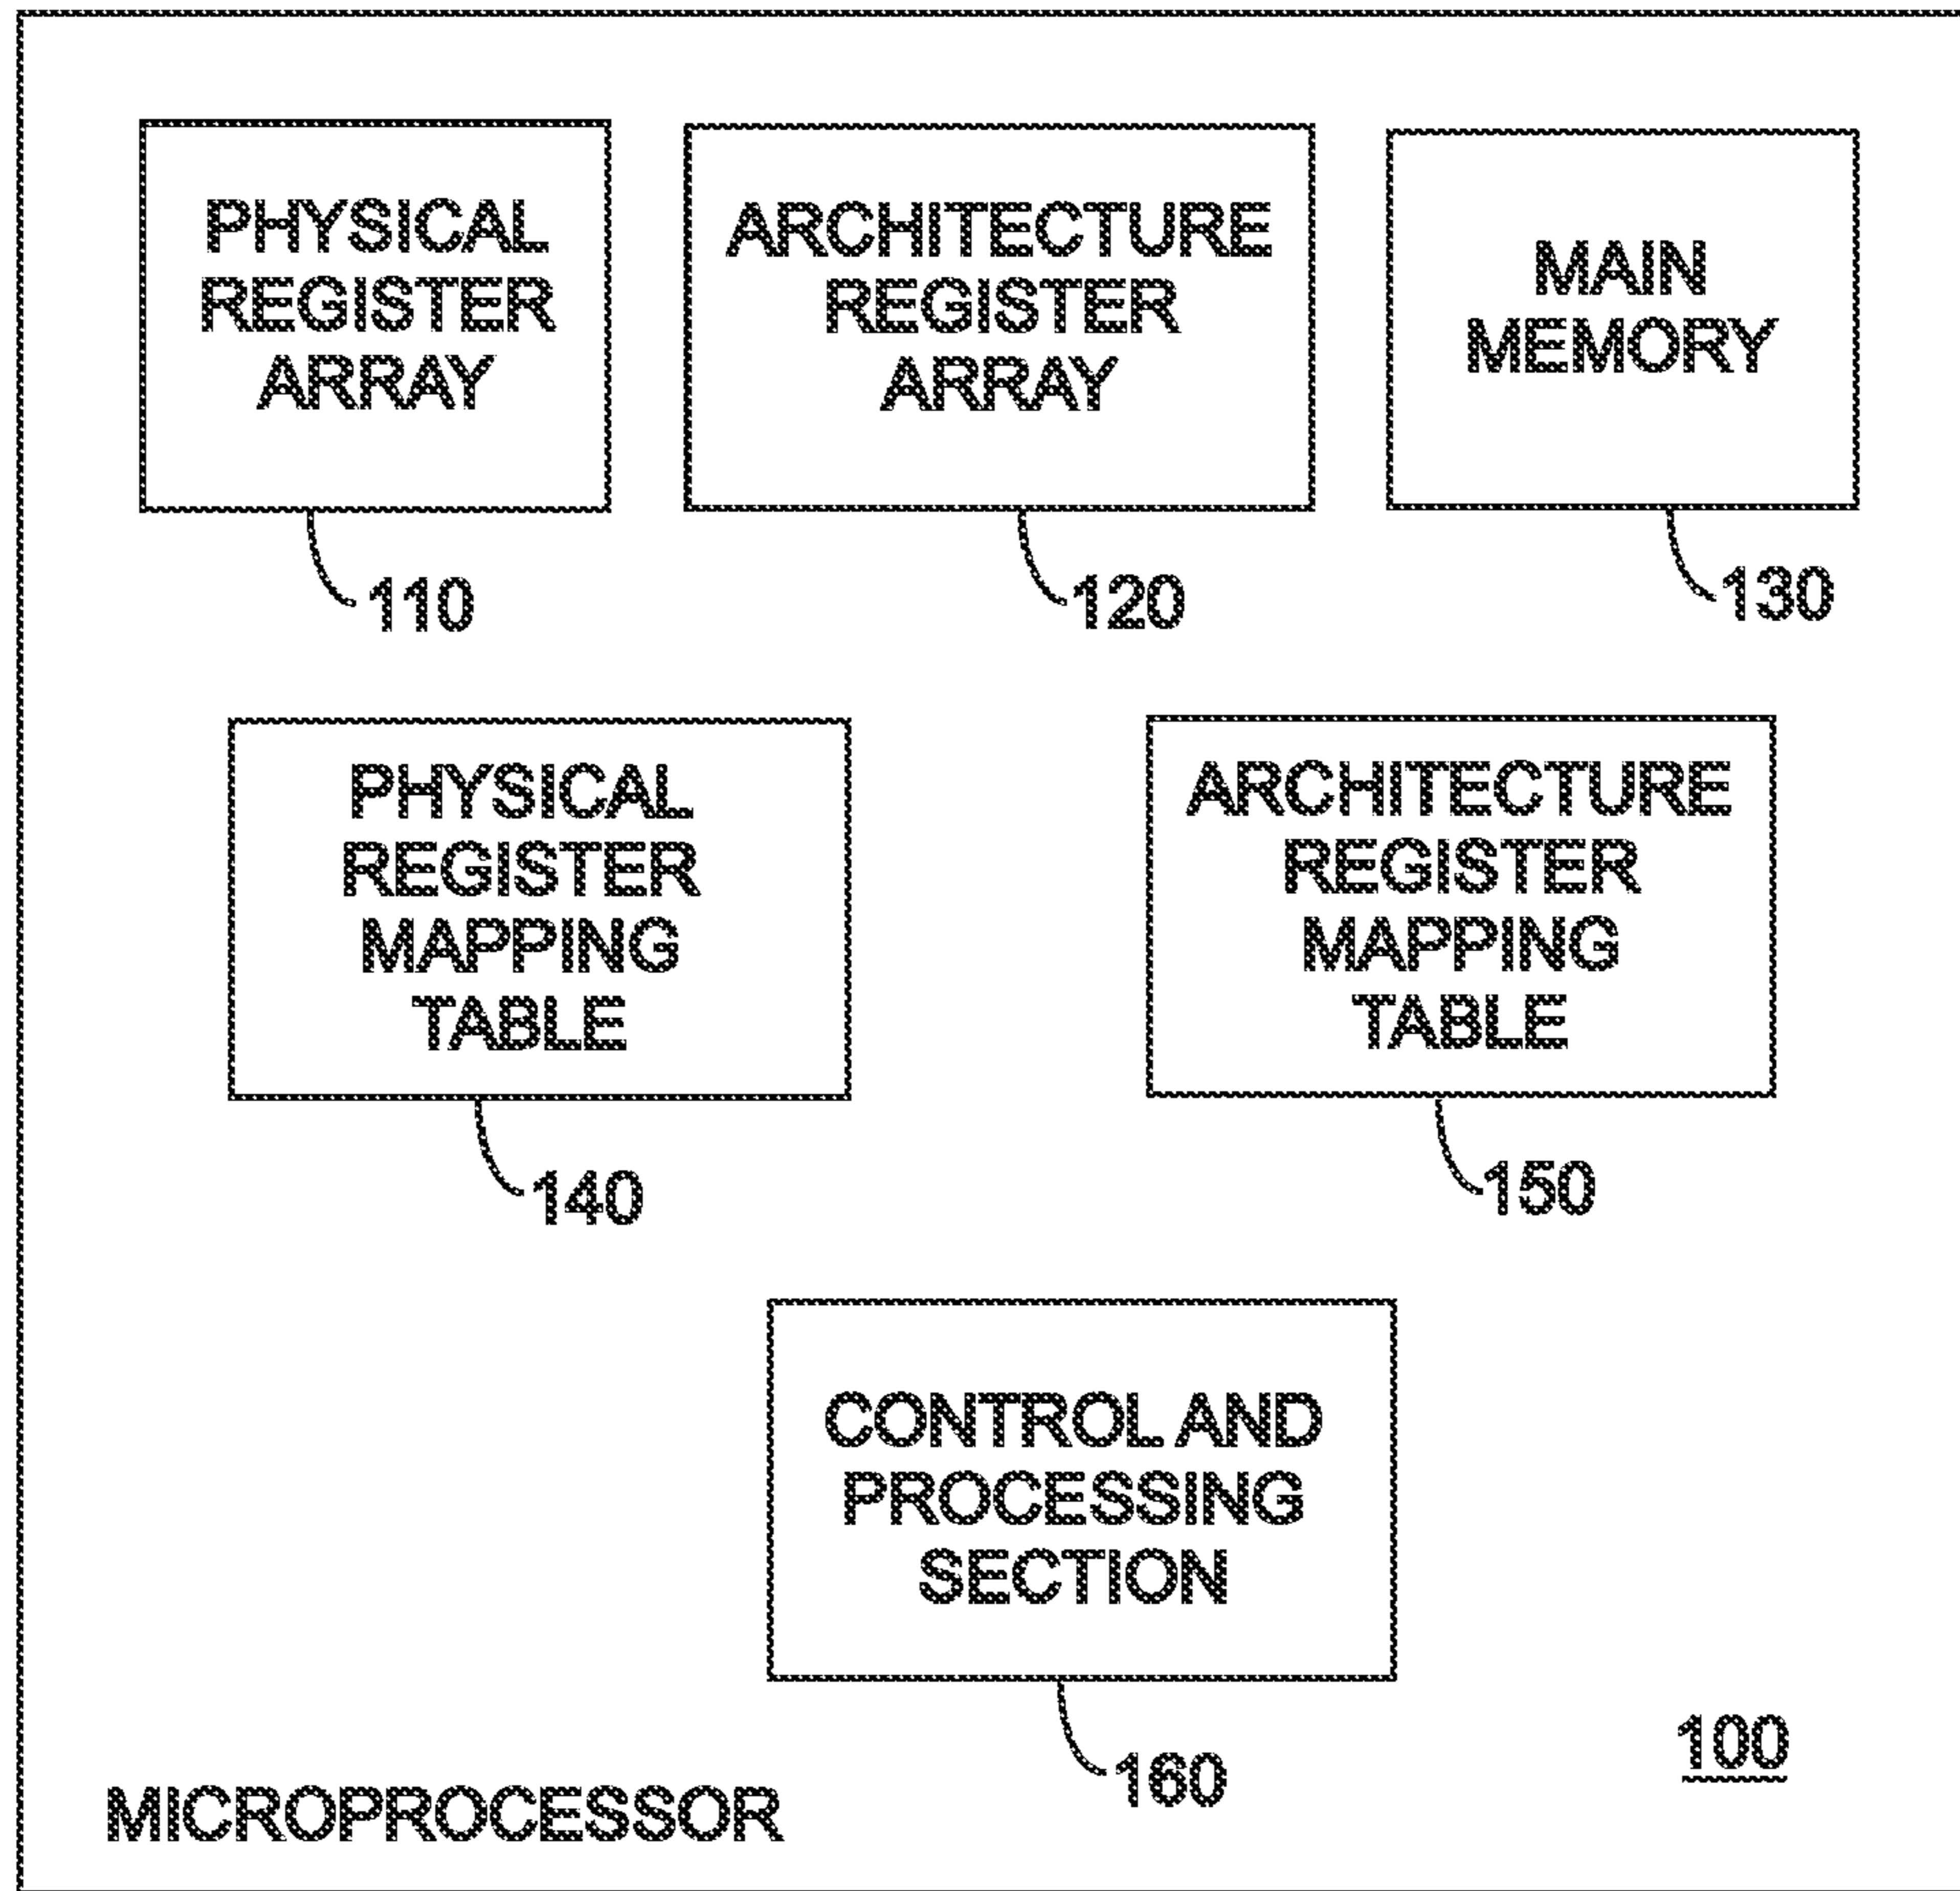 PHYSICAL
REGISTER
ARRAY
110
ARCHITECTURE
REGISTER
ARRAY
120
MAIN
MEMORY
130
PHYSICAL
REGISTER
MAPPING
TABLE
140
ARCHITECTURE
REGISTER
MAPPING
TABLE
150
CONTROL AND
PROCESSING
SECTION
160
100
MICROPROCESSOR